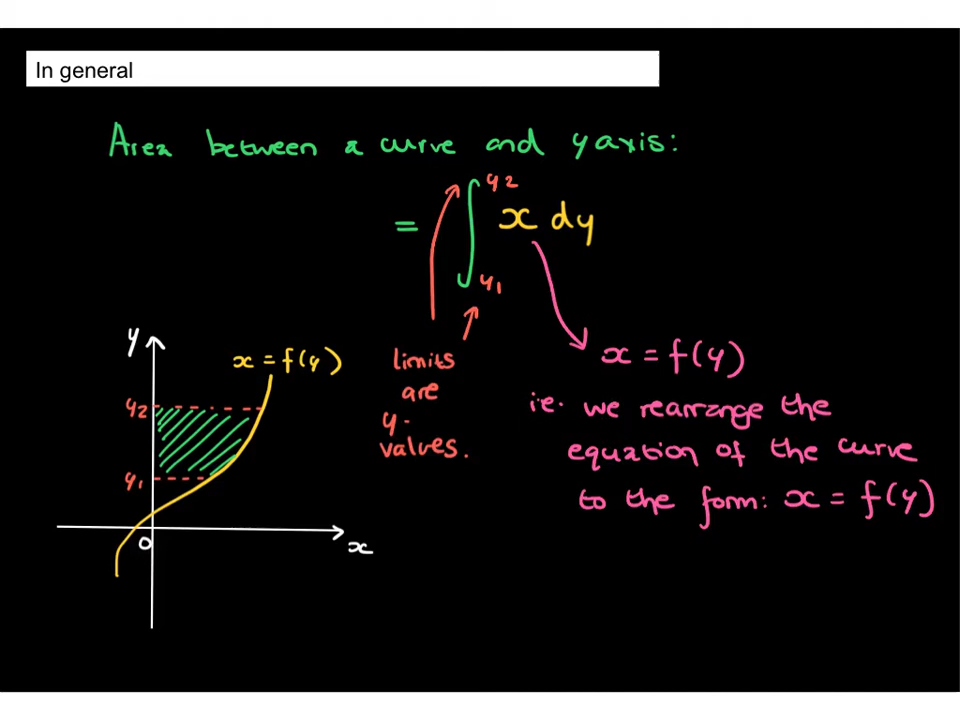 In general
Area between a curve and y axis:
= ∫ y2 y1 x dy
limits
are
y-
values.
x = f(y)
i.e. we rearrange the
equation of the curve
to the form: x = f(y)
y
x = f(y)
y2
y1
0
x